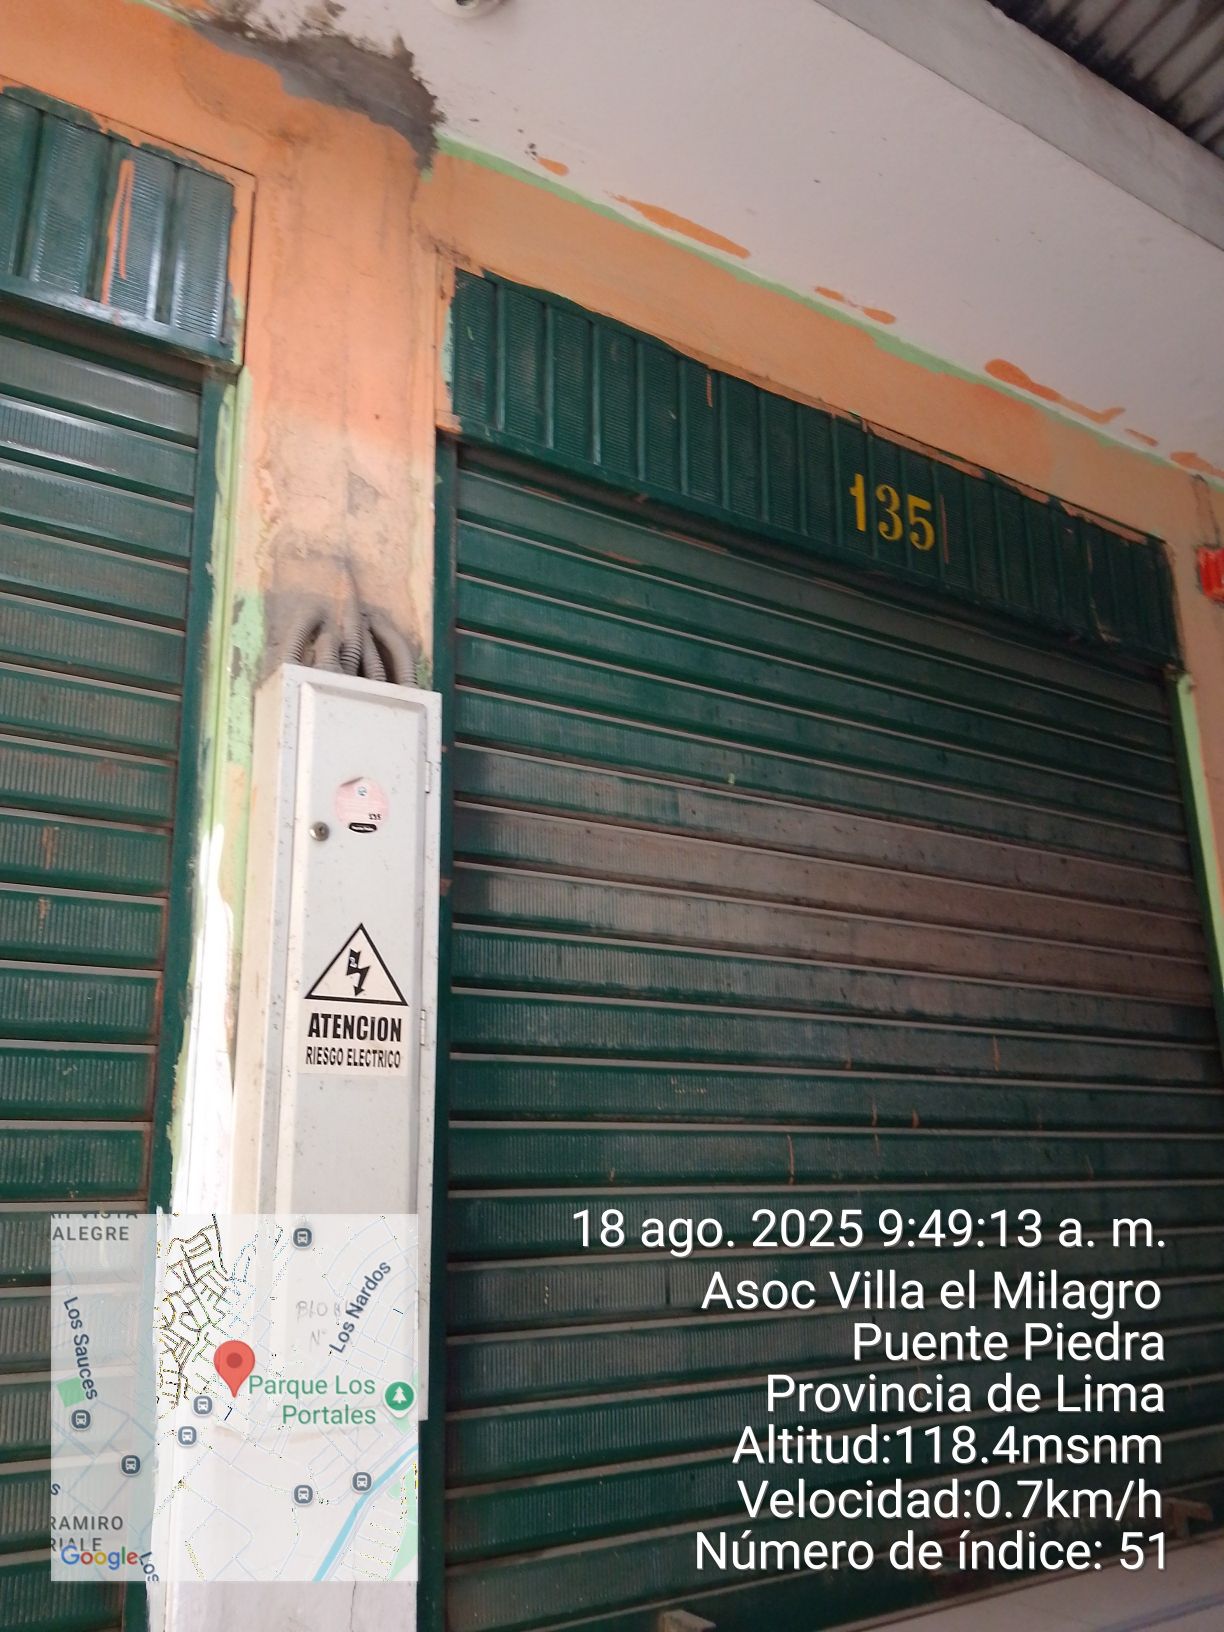 135
ATENCION
RIESGO ELECTRICO
18 ago. 2025 9:49:13 a. m.
Asoc Villa el Milagro
Puente Piedra
Provincia de Lima
Altitud:118.4msnm
Velocidad:0.7km/h
Número de índice: 51
ALEGRE
Los Sauces
Los Nardos
Parque Los
Portales
RAMIRO
Google
Los